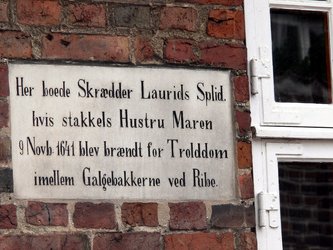 Her boede Skrædder Laurids Splid.
hvis stakkels Hustru Maren
9 Novb 1641 blev brændt for Trolddom
imellem Galgebakkerne ved Ribe.